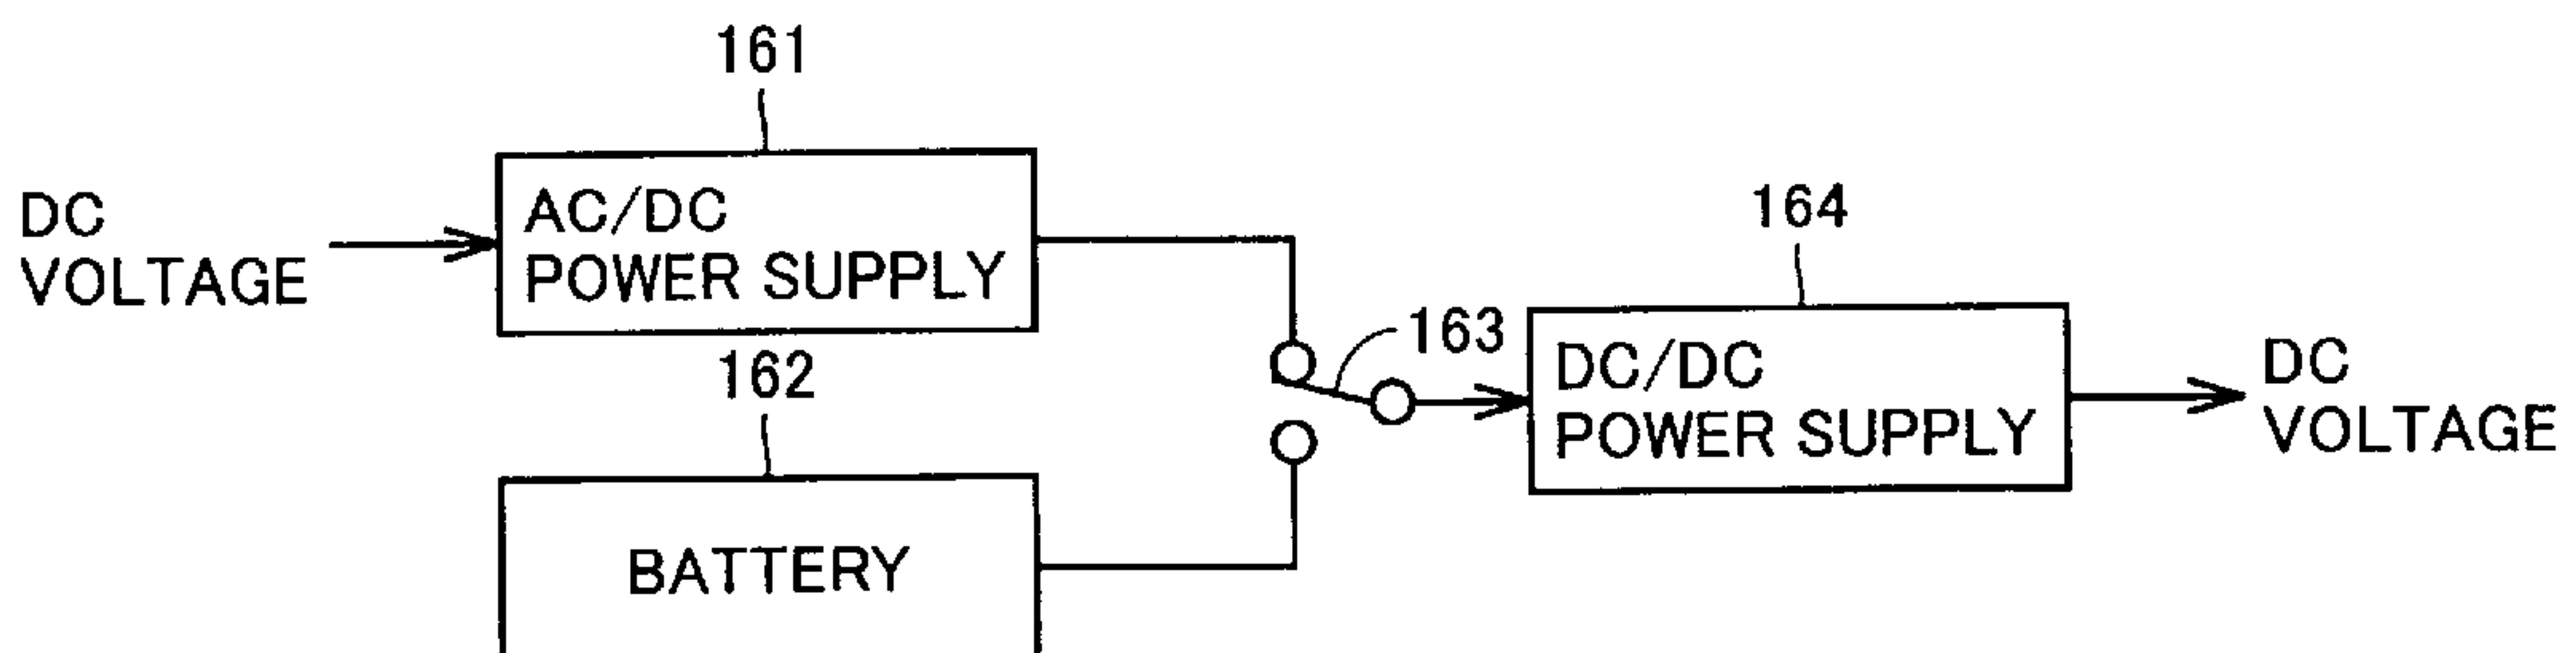 161
DC
VOLTAGE
AC/DC
POWER SUPPLY
164
163
DC/DC
POWER SUPPLY
DC
VOLTAGE
162
BATTERY